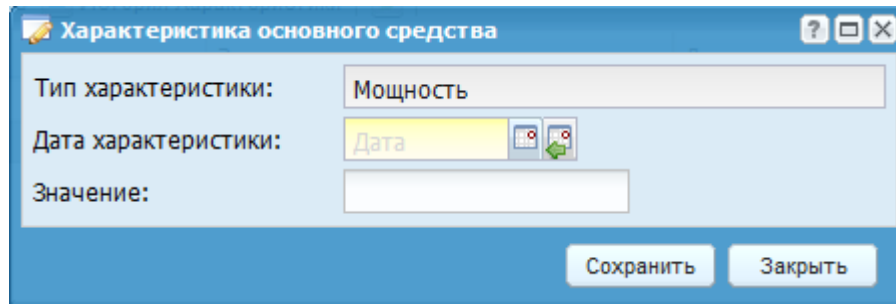 Характеристика основного средства
Тип характеристики: Мощность
Дата характеристики: Дата
Значение:
Сохранить Закрыть